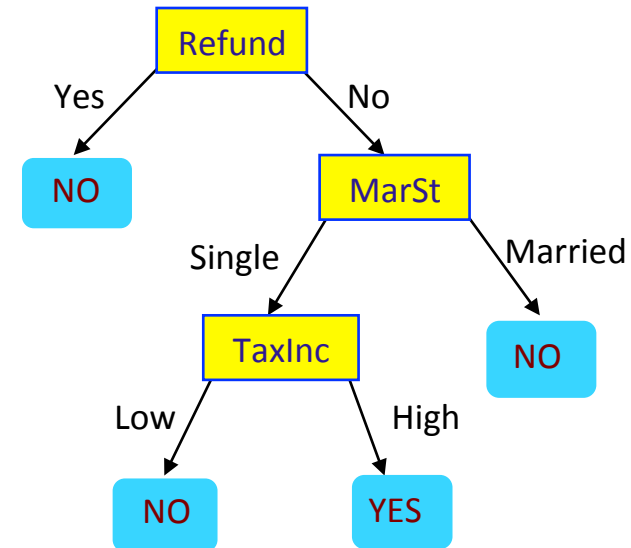 Refund
Yes
No
NO
MarSt
Single
Married
TaxInc
NO
Low
High
NO
YES